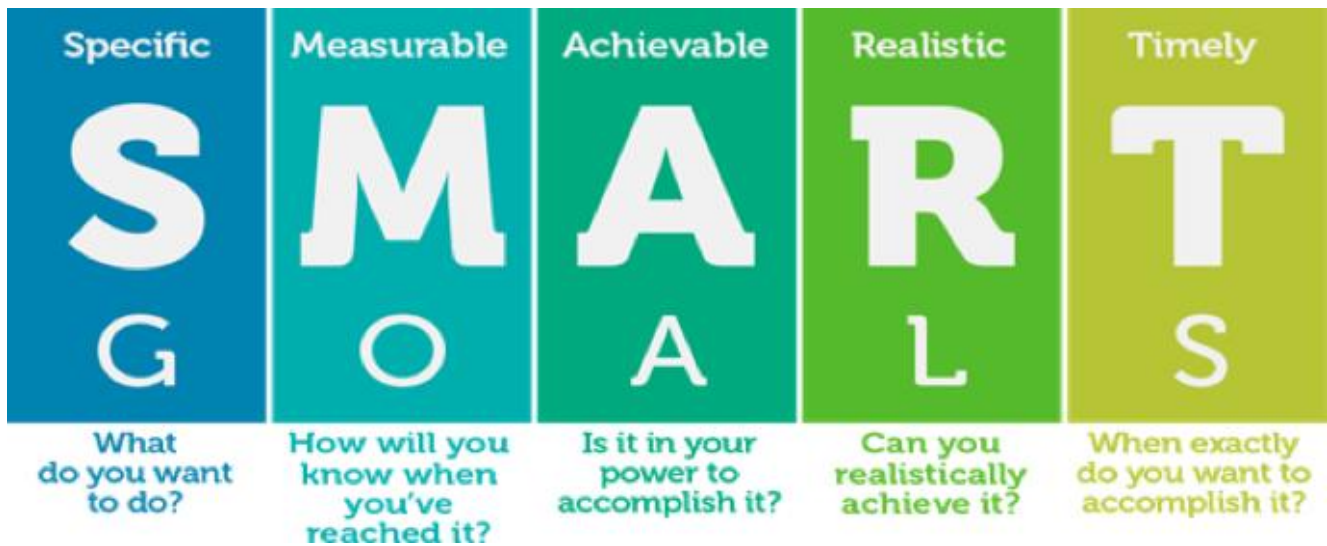 Specific Measurable Achievable Realistic Timely
S M A R T
G O A L S
What
do you want
to do?
How will you
know when
you've
reached it?
Is it in your
power to
accomplish it?
Can you
realistically
achieve it?
When exactly
do you want to
accomplish it?